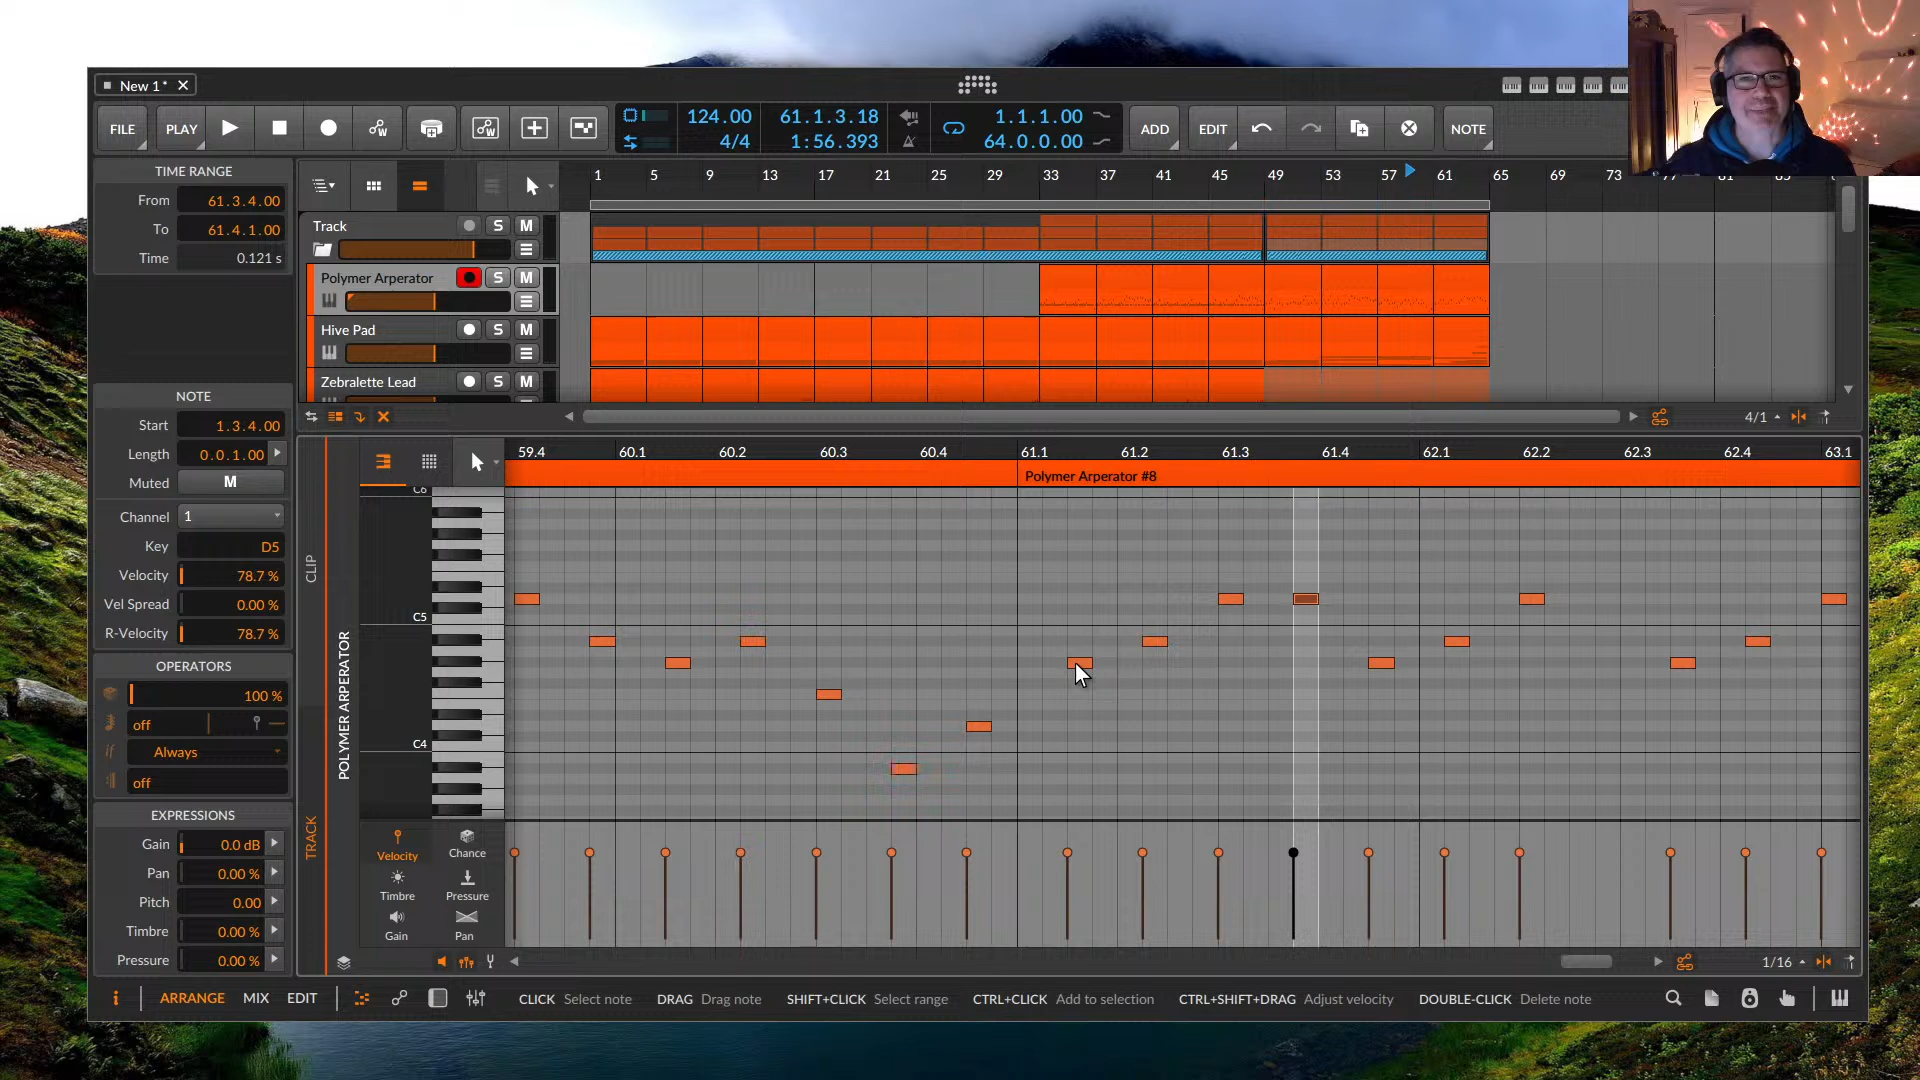 New 1*
FILE PLAY 124.00 4/4 61.1.3.18 1:56.393 1.1.1.00 64.0.0.00 ADD EDIT NOTE
TIME RANGE
From 61.3.4.00
To 61.4.1.00
Time 0.121 s
1 5 9 13 17 21 25 29 33 37 41 45 49 53 57 61 65 69 73
Track S M
Polymer Arperator S M
Hive Pad S M
Zebralette Lead S M
4/1
NOTE
Start 1.3.4.00
Length 0.0.1.00
Muted M
Channel 1
Key D5
Velocity 78.7 %
Vel Spread 0.00 %
R-Velocity 78.7 %
OPERATORS
100 %
off
if Always
off
EXPRESSIONS
Gain 0.0 dB
Pan 0.00 %
Pitch 0.00
Timbre 0.00 %
Pressure 0.00 %
CLIP
TRACK
POLYMER ARPERATOR
59.4 60.1 60.2 60.3 60.4 61.1 61.2 61.3 61.4 62.1 62.2 62.3 62.4 63.1
Polymer Arperator #8
C6
C5
C4
Velocity Chance
Timbre Pressure
Gain Pan
1/16
i ARRANGE MIX EDIT CLICK Select note DRAG Drag note SHIFT+CLICK Select range CTRL+CLICK Add to selection CTRL+SHIFT+DRAG Adjust velocity DOUBLE-CLICK Delete note